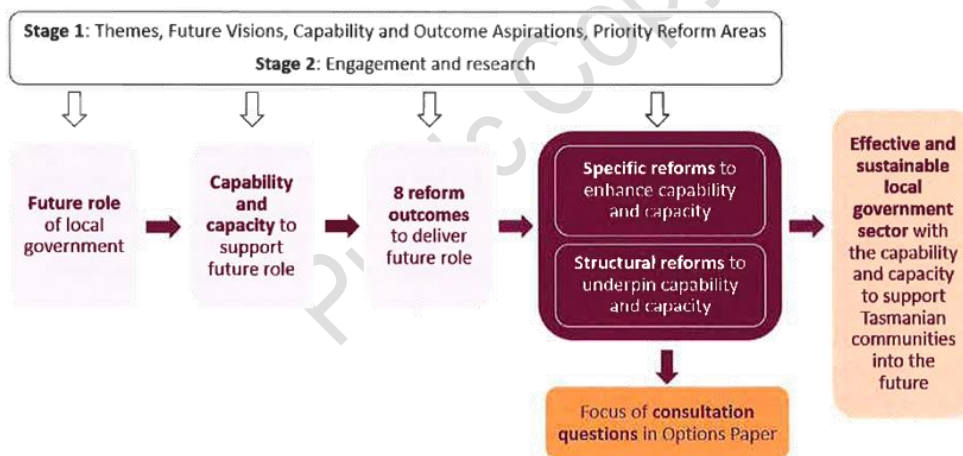 Stage 1: Themes, Future Visions, Capability and Outcome Aspirations, Priority Reform Areas
Stage 2: Engagement and research
Future role
of local
government
Capability
and
capacity to
support
future role
8 reform
outcomes
to deliver
future role
Specific reforms to
enhance capability
and capacity
Structural reforms to
underpin capability
and capacity
Effective and
sustainable
local
government
sector with
the capability
and capacity
to support
Tasmanian
communities
into the
future
Focus of consultation
questions in Options Paper
Public Copy